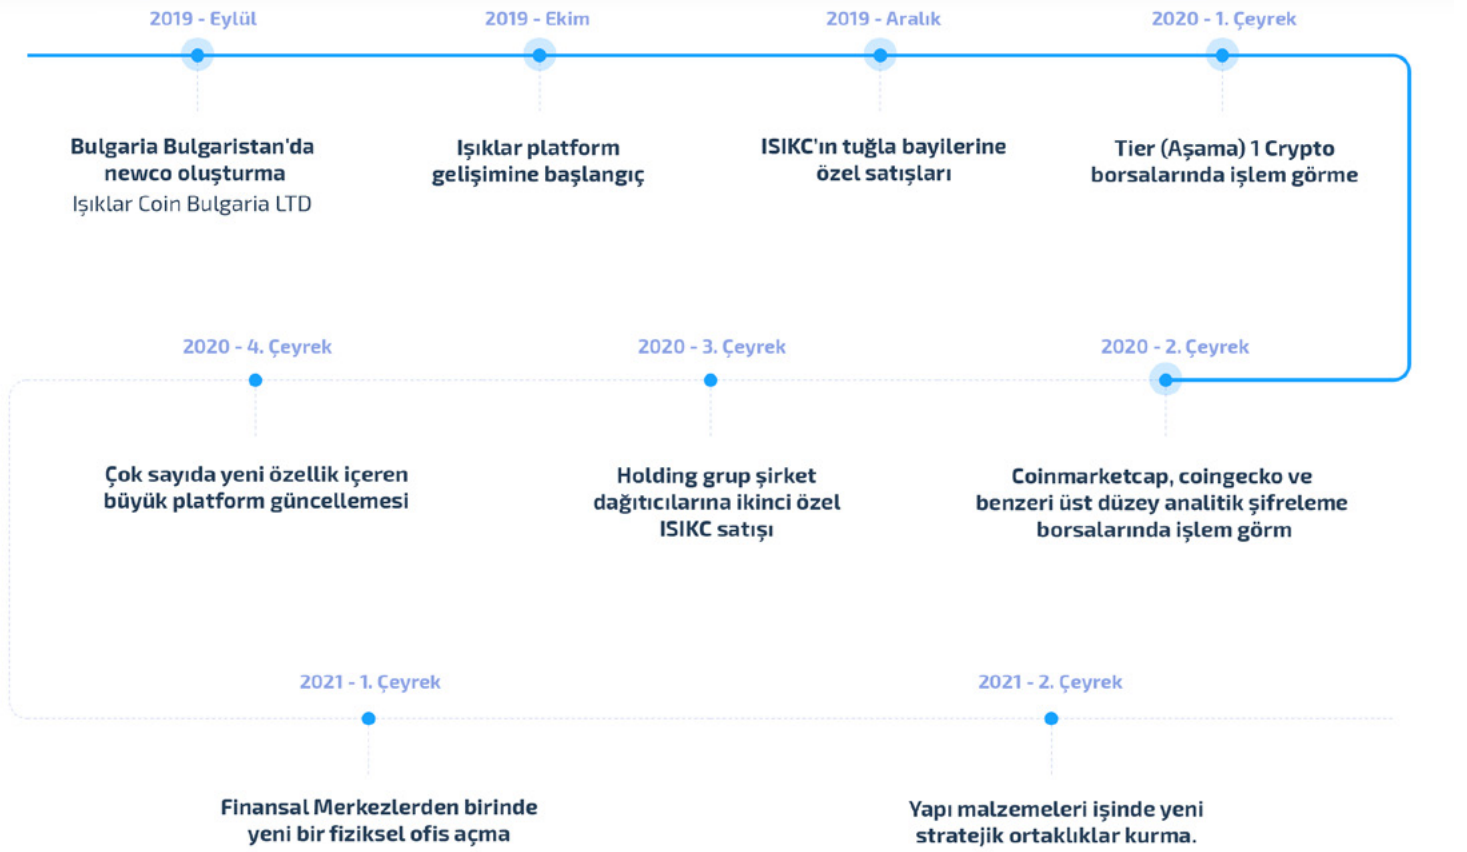 2019 - Eylül
2019 - Ekim
2019 - Aralık
2020 - 1. Çeyrek
Bulgaria Bulgaristan'da
newco oluşturma
Işıklar Coin Bulgaria LTD
Işıklar platform
gelişimine başlangıç
ISIKC'ın tuğla bayilerine
özel satışları
Tier (Aşama) 1 Crypto
borsalarında işlem görme
2020 - 4. Çeyrek
2020 - 3. Çeyrek
2020 - 2. Çeyrek
Çok sayıda yeni özellik içeren
büyük platform güncellemesi
Holding grup şirket
dağıtıcılarına ikinci özel
ISIKC satışı
Coinmarketcap, coingecko ve
benzeri üst düzey analitik şifreleme
borsalarında işlem görm
2021 - 1. Çeyrek
2021 - 2. Çeyrek
Finansal Merkezlerden birinde
yeni bir fiziksel ofis açma
Yapı malzemeleri işinde yeni
stratejik ortaklıklar kurma.